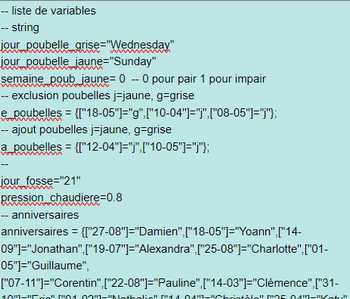 -- liste de variables
-- string
jour_poubelle_grise="Wednesday"
jour_poubelle_jaune="Sunday"
semaine_poub_jaune= 0  -- 0 pour pair 1 pour impair
-- exclusion poubelles j=jaune, g=grise
e_poubelles = {["18-05"]="g",["10-04"]="j",["08-05"]="j"};
-- ajout poubelles j=jaune, g=grise
a_poubelles = {["12-04"]="j",["10-05"]="j"};
--
jour_fosse="21"
pression_chaudiere=0.8
-- anniversaires
anniversaires = {["27-08"]="Damien",["18-05"]="Yoann",["14-
09"]="Jonathan",["19-07"]="Alexandra",["25-08"]="Charlotte",["01-
05"]="Guillaume",
["07-11"]="Corentin",["22-08"]="Pauline",["14-03"]="Clémence",["31-